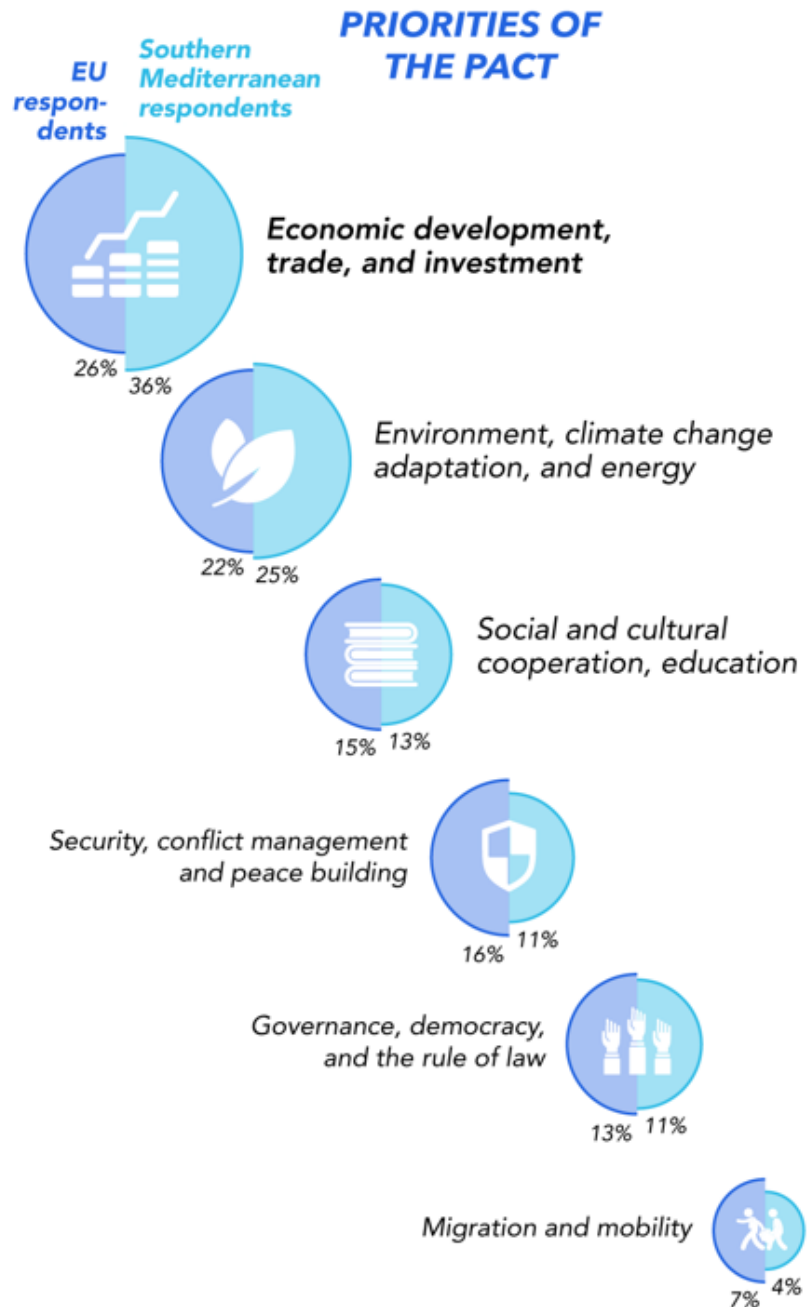 PRIORITIES OF
THE PACT
EU
respon-
dents
Southern
Mediterranean
respondents
Economic development,
trade, and investment
26%
36%
Environment, climate change
adaptation, and energy
22%
25%
Social and cultural
cooperation, education
15%
13%
Security, conflict management
and peace building
16%
11%
Governance, democracy,
and the rule of law
13%
11%
Migration and mobility
7%
4%